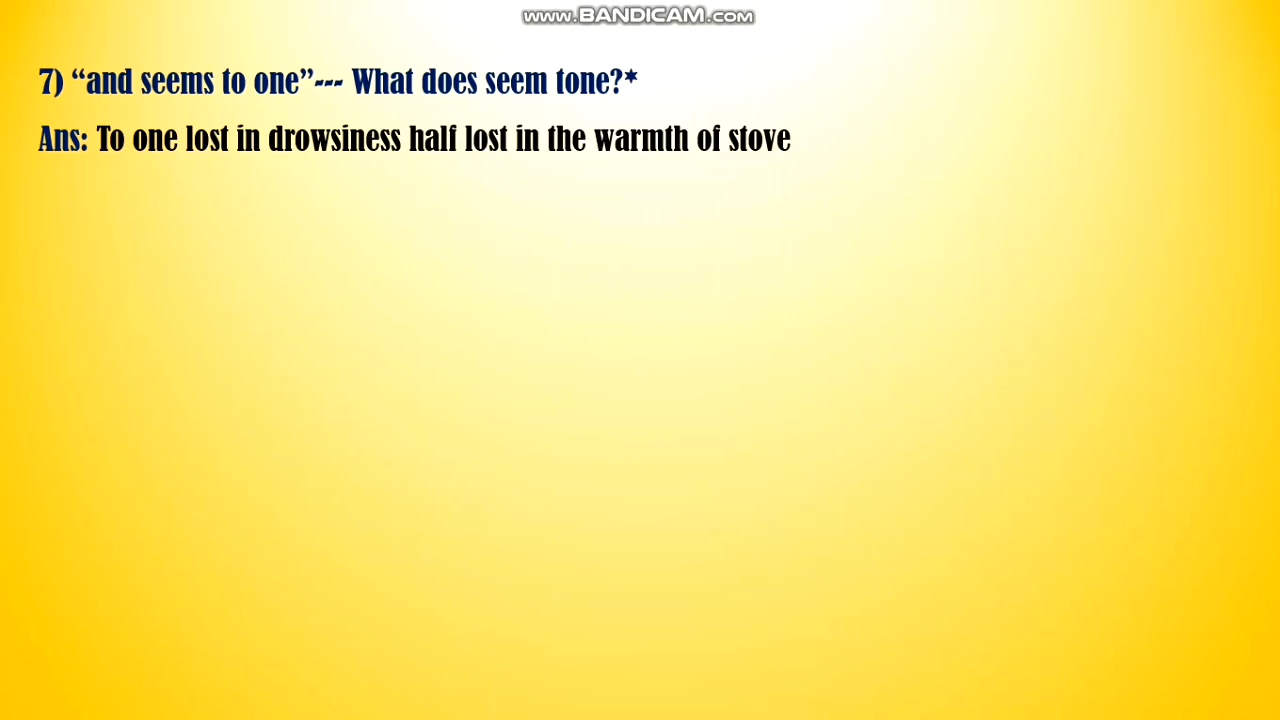 www.BANDICAM.com
7) “and seems to one”--- What does seem tone?*
Ans: To one lost in drowsiness half lost in the warmth of stove